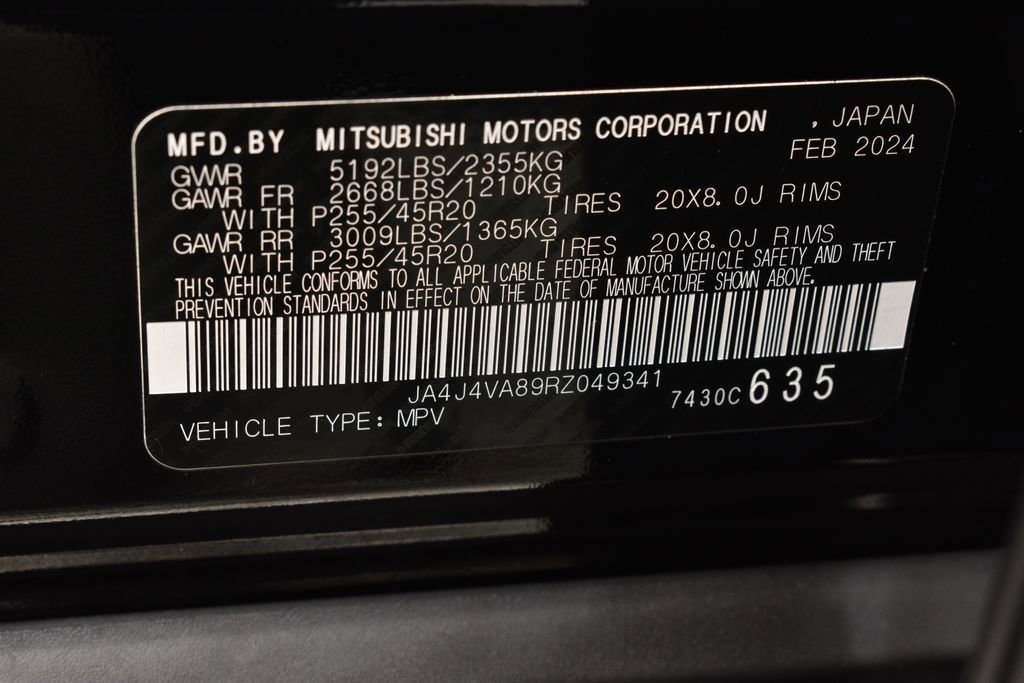 MFD.BY MITSUBISHI MOTORS CORPORATION , JAPAN
FEB 2024
GVWR 5192LBS/2355KG
GAWR FR 2668LBS/1210KG
WITH P255/45R20 TIRES 20X8.0J RIMS
GAWR RR 3009LBS/1365KG
WITH P255/45R20 TIRES 20X8.0J RIMS
THIS VEHICLE CONFORMS TO ALL APPLICABLE FEDERAL MOTOR VEHICLE SAFETY AND THEFT
PREVENTION STANDARDS IN EFFECT ON THE DATE OF MANUFACTURE SHOWN ABOVE.
JA4J4VA89RZ049341
7430C 635
VEHICLE TYPE: MPV